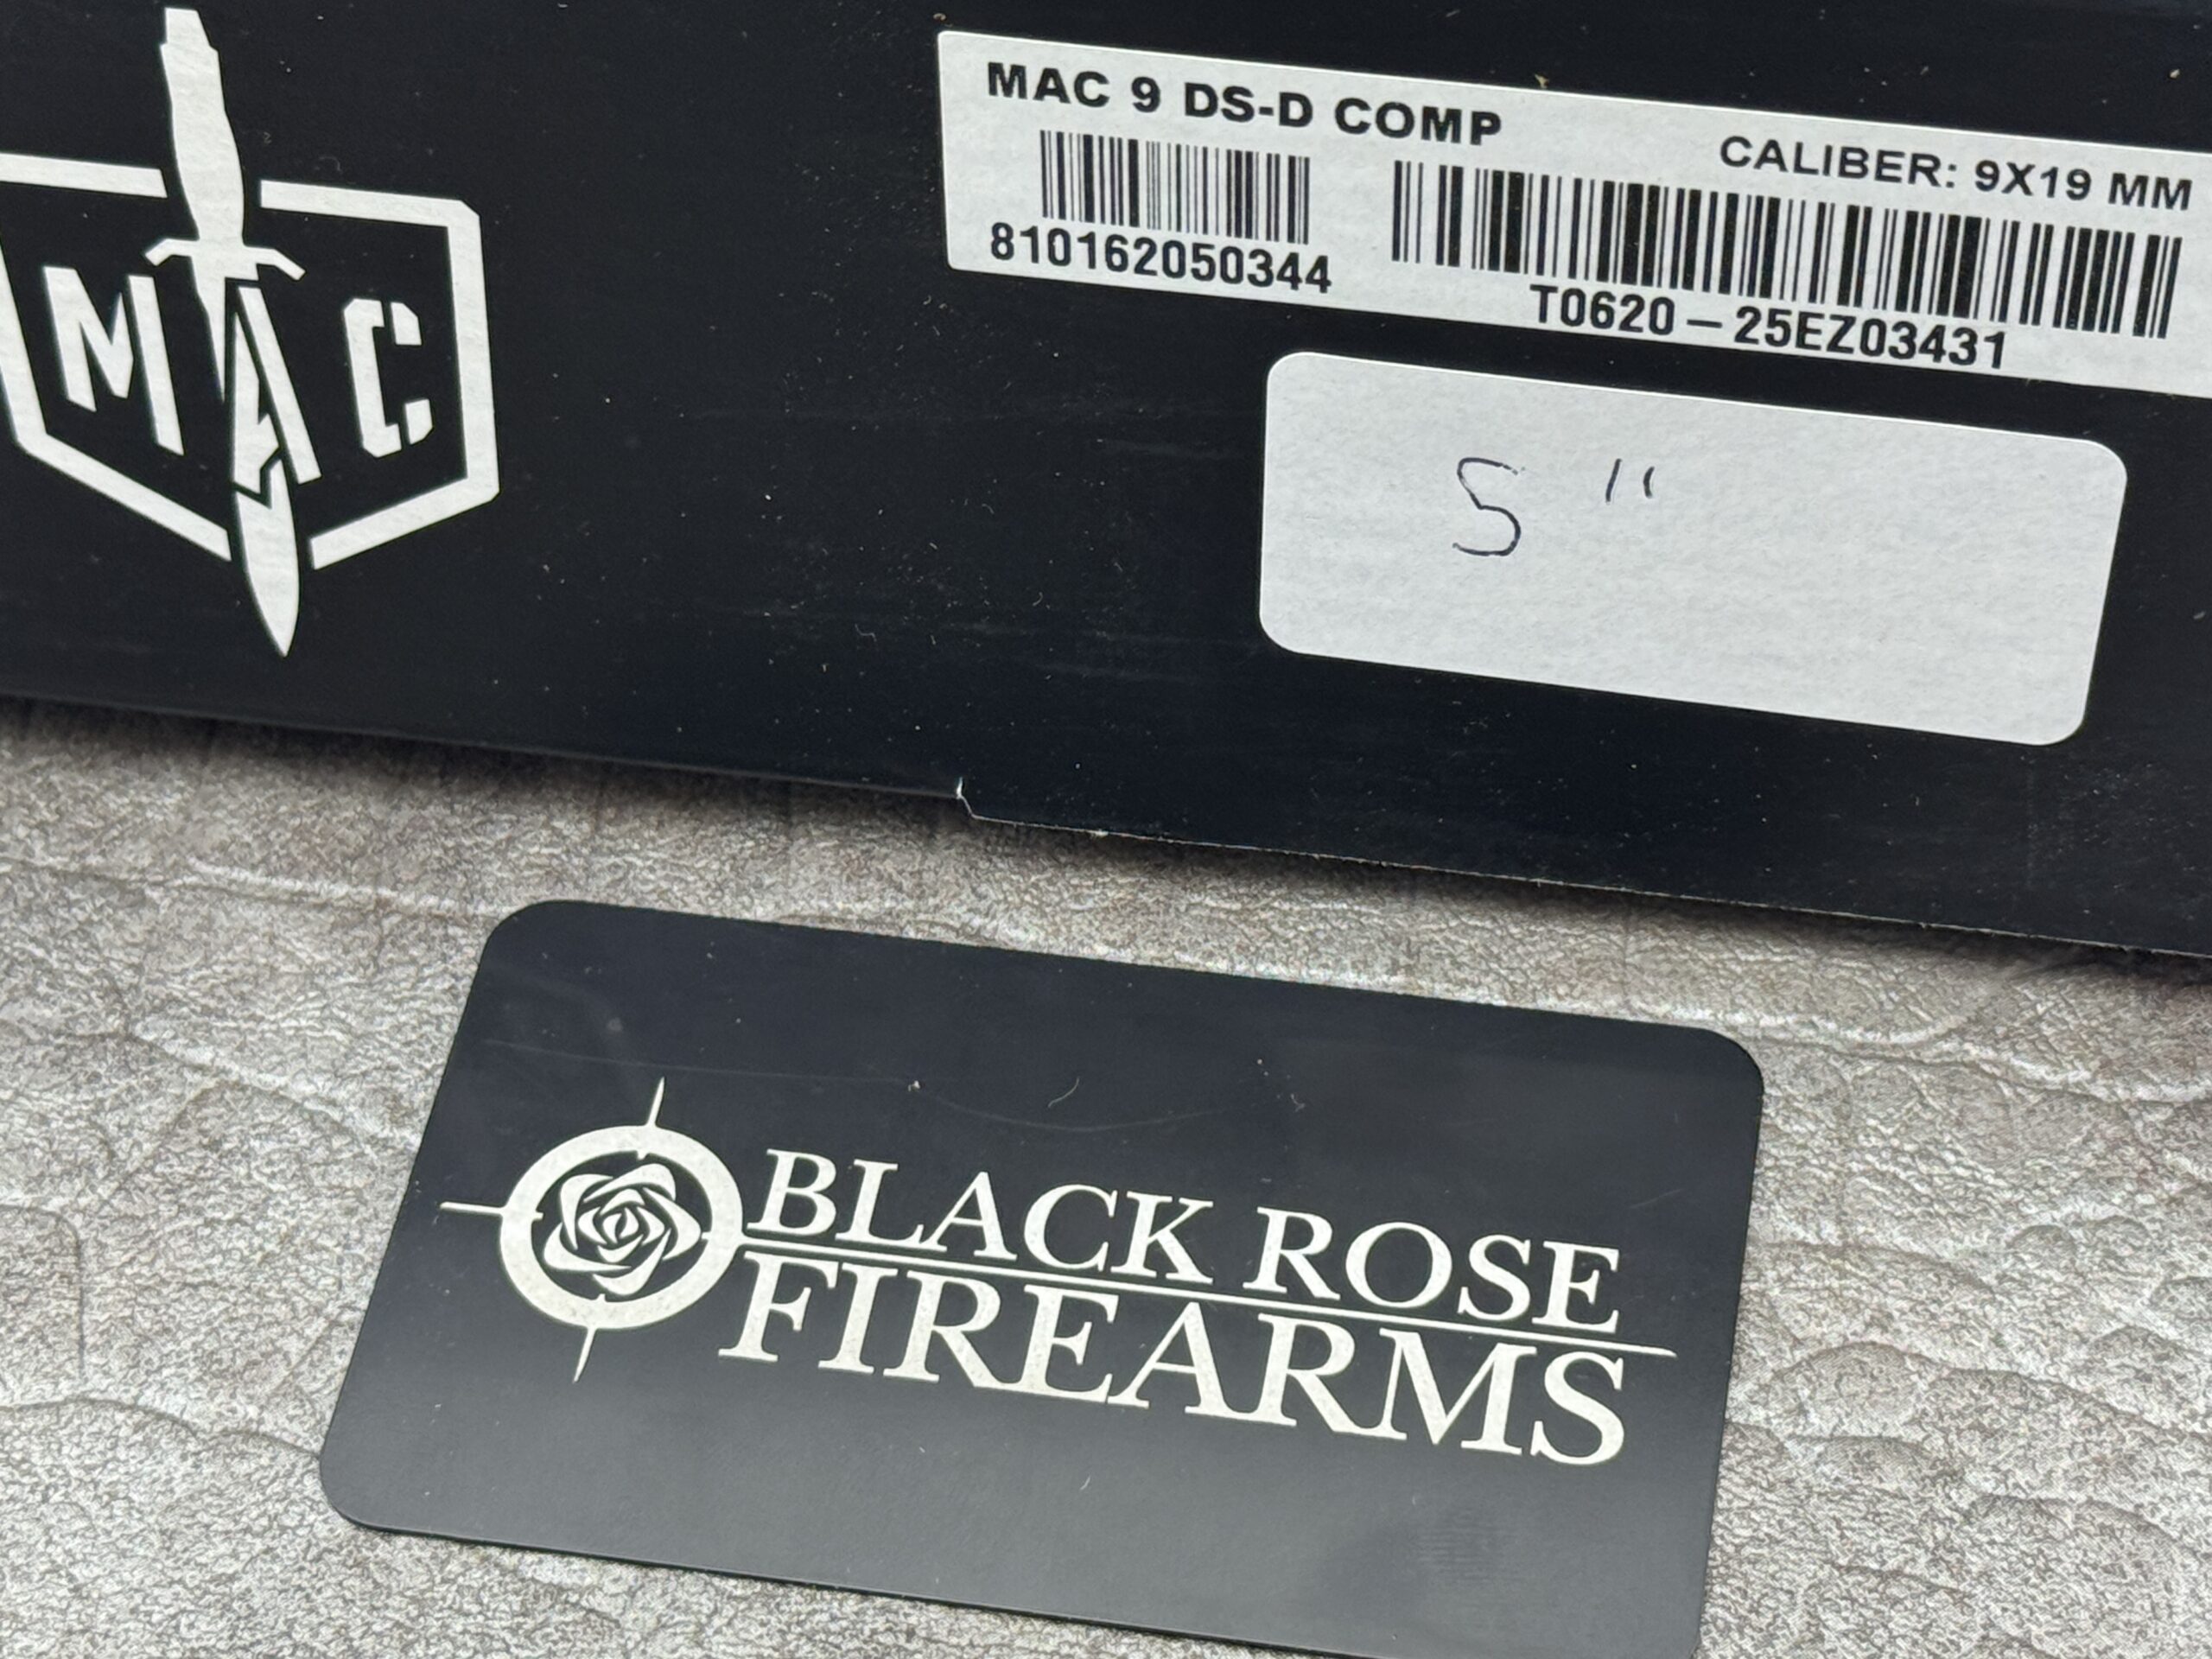 MAC
MAC 9 DS-D COMP
CALIBER: 9X19 MM
810162050344
T0620-25EZ03431
5"
BLACK ROSE
FIREARMS